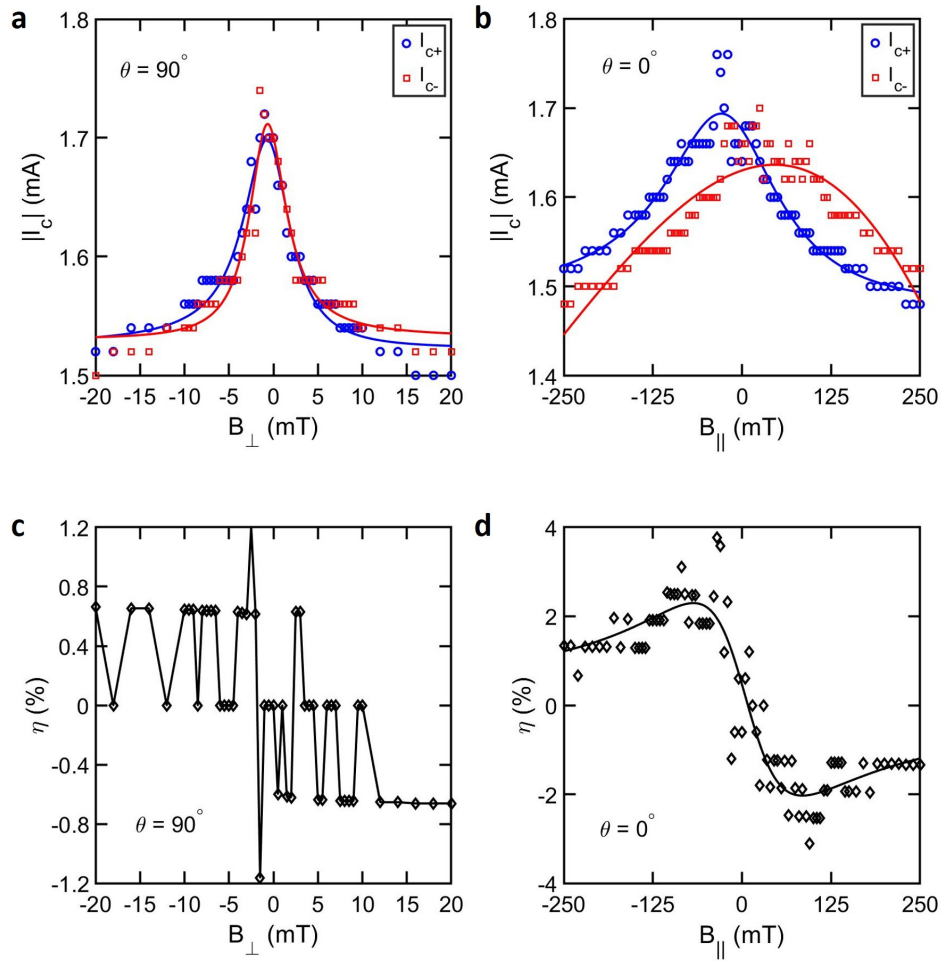 a
1.8
1.7
1.6
1.5
|I_c| (mA)
θ = 90°
I_c+
I_c-
-20 -15 -10 -5 0 5 10 15 20
B_⊥ (mT)
b
1.8
1.7
1.6
1.5
1.4
|I_c| (mA)
θ = 0°
I_c+
I_c-
-250 -125 0 125 250
B_|| (mT)
c
1.2
0.8
0.4
0
-0.4
-0.8
-1.2
η (%)
θ = 90°
-20 -15 -10 -5 0 5 10 15 20
B_⊥ (mT)
d
4
2
0
-2
-4
η (%)
θ = 0°
-250 -125 0 125 250
B_|| (mT)